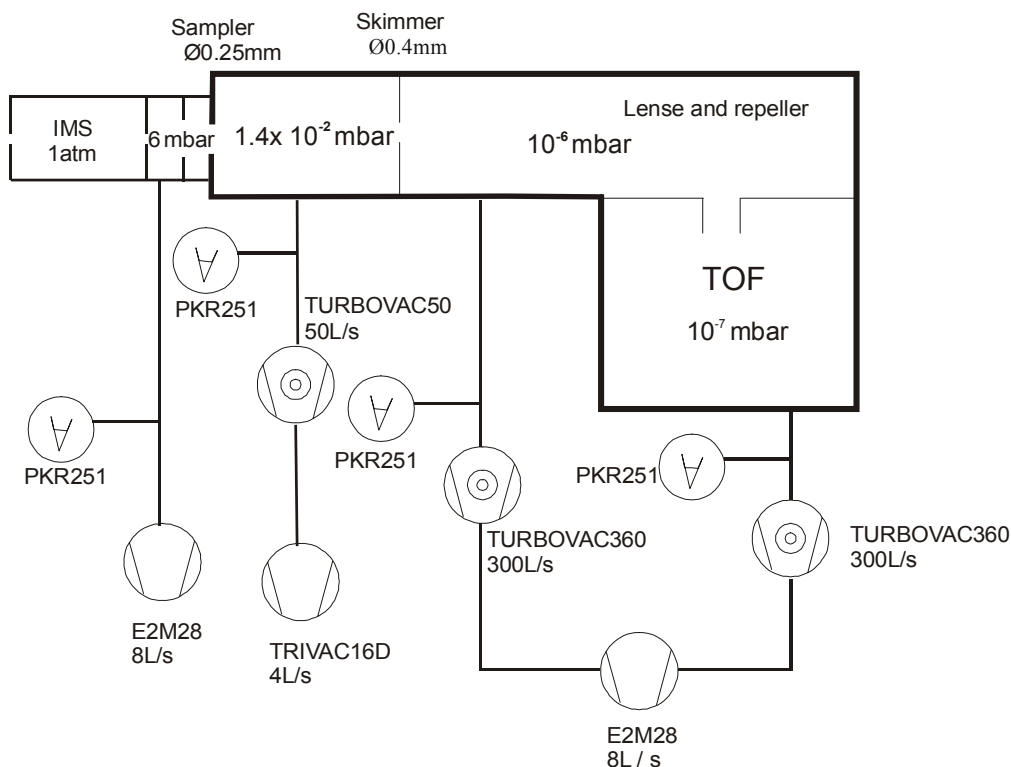 Sampler
Ø0.25mm
Skimmer
Ø0.4mm
IMS
1atm
6 mbar
1.4x 10⁻² mbar
Lense and repeller
10⁻⁶ mbar
TOF
10⁻⁷ mbar
PKR251
TURBOVAC50
50L/s
PKR251
PKR251
PKR251
TURBOVAC360
300L/s
TURBOVAC360
300L/s
E2M28
8L/s
TRIVAC16D
4L/s
E2M28
8L / s